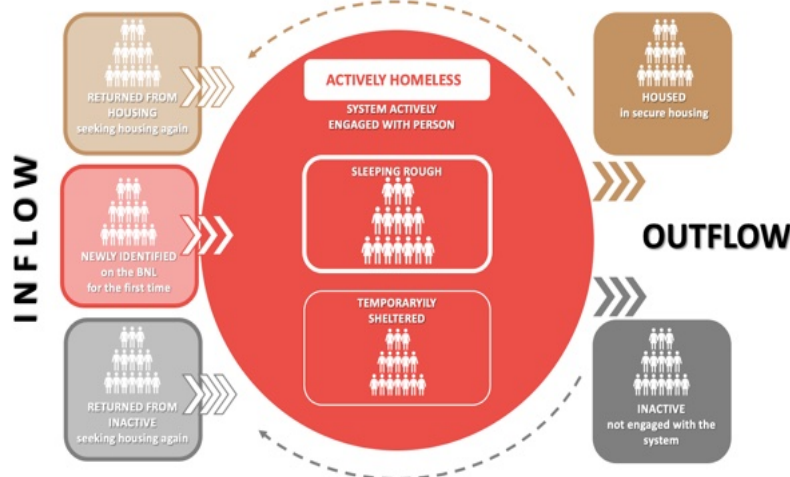 INFLOW
RETURNED FROM
HOUSING
seeking housing again
NEWLY IDENTIFIED
on the BNL
for the first time
RETURNED FROM
INACTIVE
seeking housing again
ACTIVELY HOMELESS
SYSTEM ACTIVELY
ENGAGED WITH PERSON
SLEEPING ROUGH
TEMPORARYILY
SHELTERED
HOUSED
in secure housing
OUTFLOW
INACTIVE
not engaged with the
system